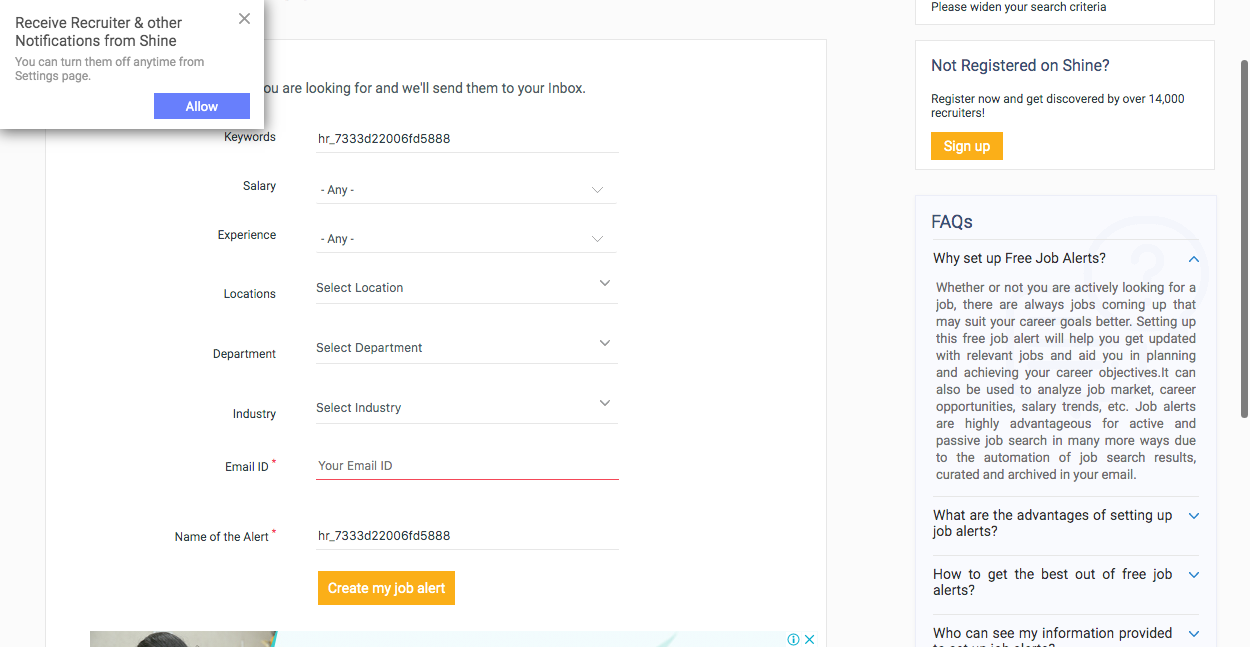 Receive Recruiter & other
Notifications from Shine
You can turn them off anytime from
Settings page.
Allow
you are looking for and we'll send them to your Inbox.
Keywords
hr_7333d22006fd5888
Salary
- Any -
Experience
- Any -
Locations
Select Location
Department
Select Department
Industry
Select Industry
Email ID *
Your Email ID
Name of the Alert *
hr_7333d22006fd5888
Create my job alert
Please widen your search criteria
Not Registered on Shine?
Register now and get discovered by over 14,000
recruiters!
Sign up
FAQs
Why set up Free Job Alerts?
Whether or not you are actively looking for a
job, there are always jobs coming up that
may suit your career goals better. Setting up
this free job alert will help you get updated
with relevant jobs and aid you in planning
and achieving your career objectives.It can
also be used to analyze job market, career
opportunities, salary trends, etc. Job alerts
are highly advantageous for active and
passive job search in many more ways due
to the automation of job search results,
curated and archived in your email.
What are the advantages of setting up
job alerts?
How to get the best out of free job
alerts?
Who can see my information provided
to set up job alerts?